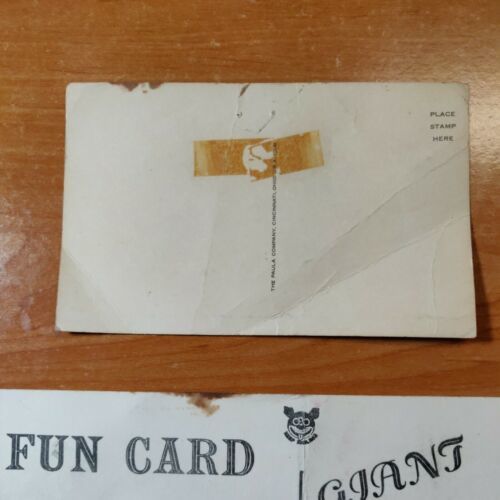 PLACE
STAMP
HERE
THE PAULA COMPANY, CINCINNATI, OHIO
FUN CARD
GIANT